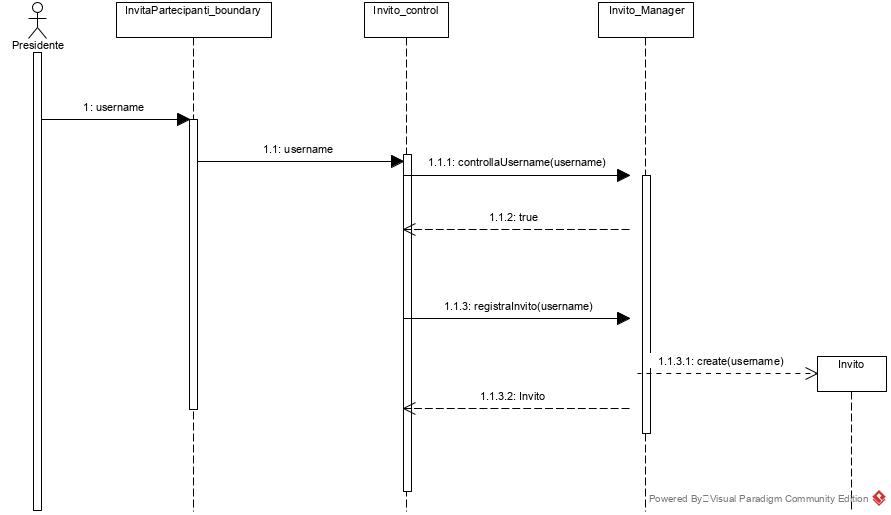 InvitaPartecipanti_boundary
Invito_control
Invito_Manager
Presidente
1: username
1.1: username
1.1.1: controllaUsername(username)
1.1.2: true
1.1.3: registraInvito(username)
1.1.3.1: create(username)
Invito
1.1.3.2: Invito
Powered By Visual Paradigm Community Edition